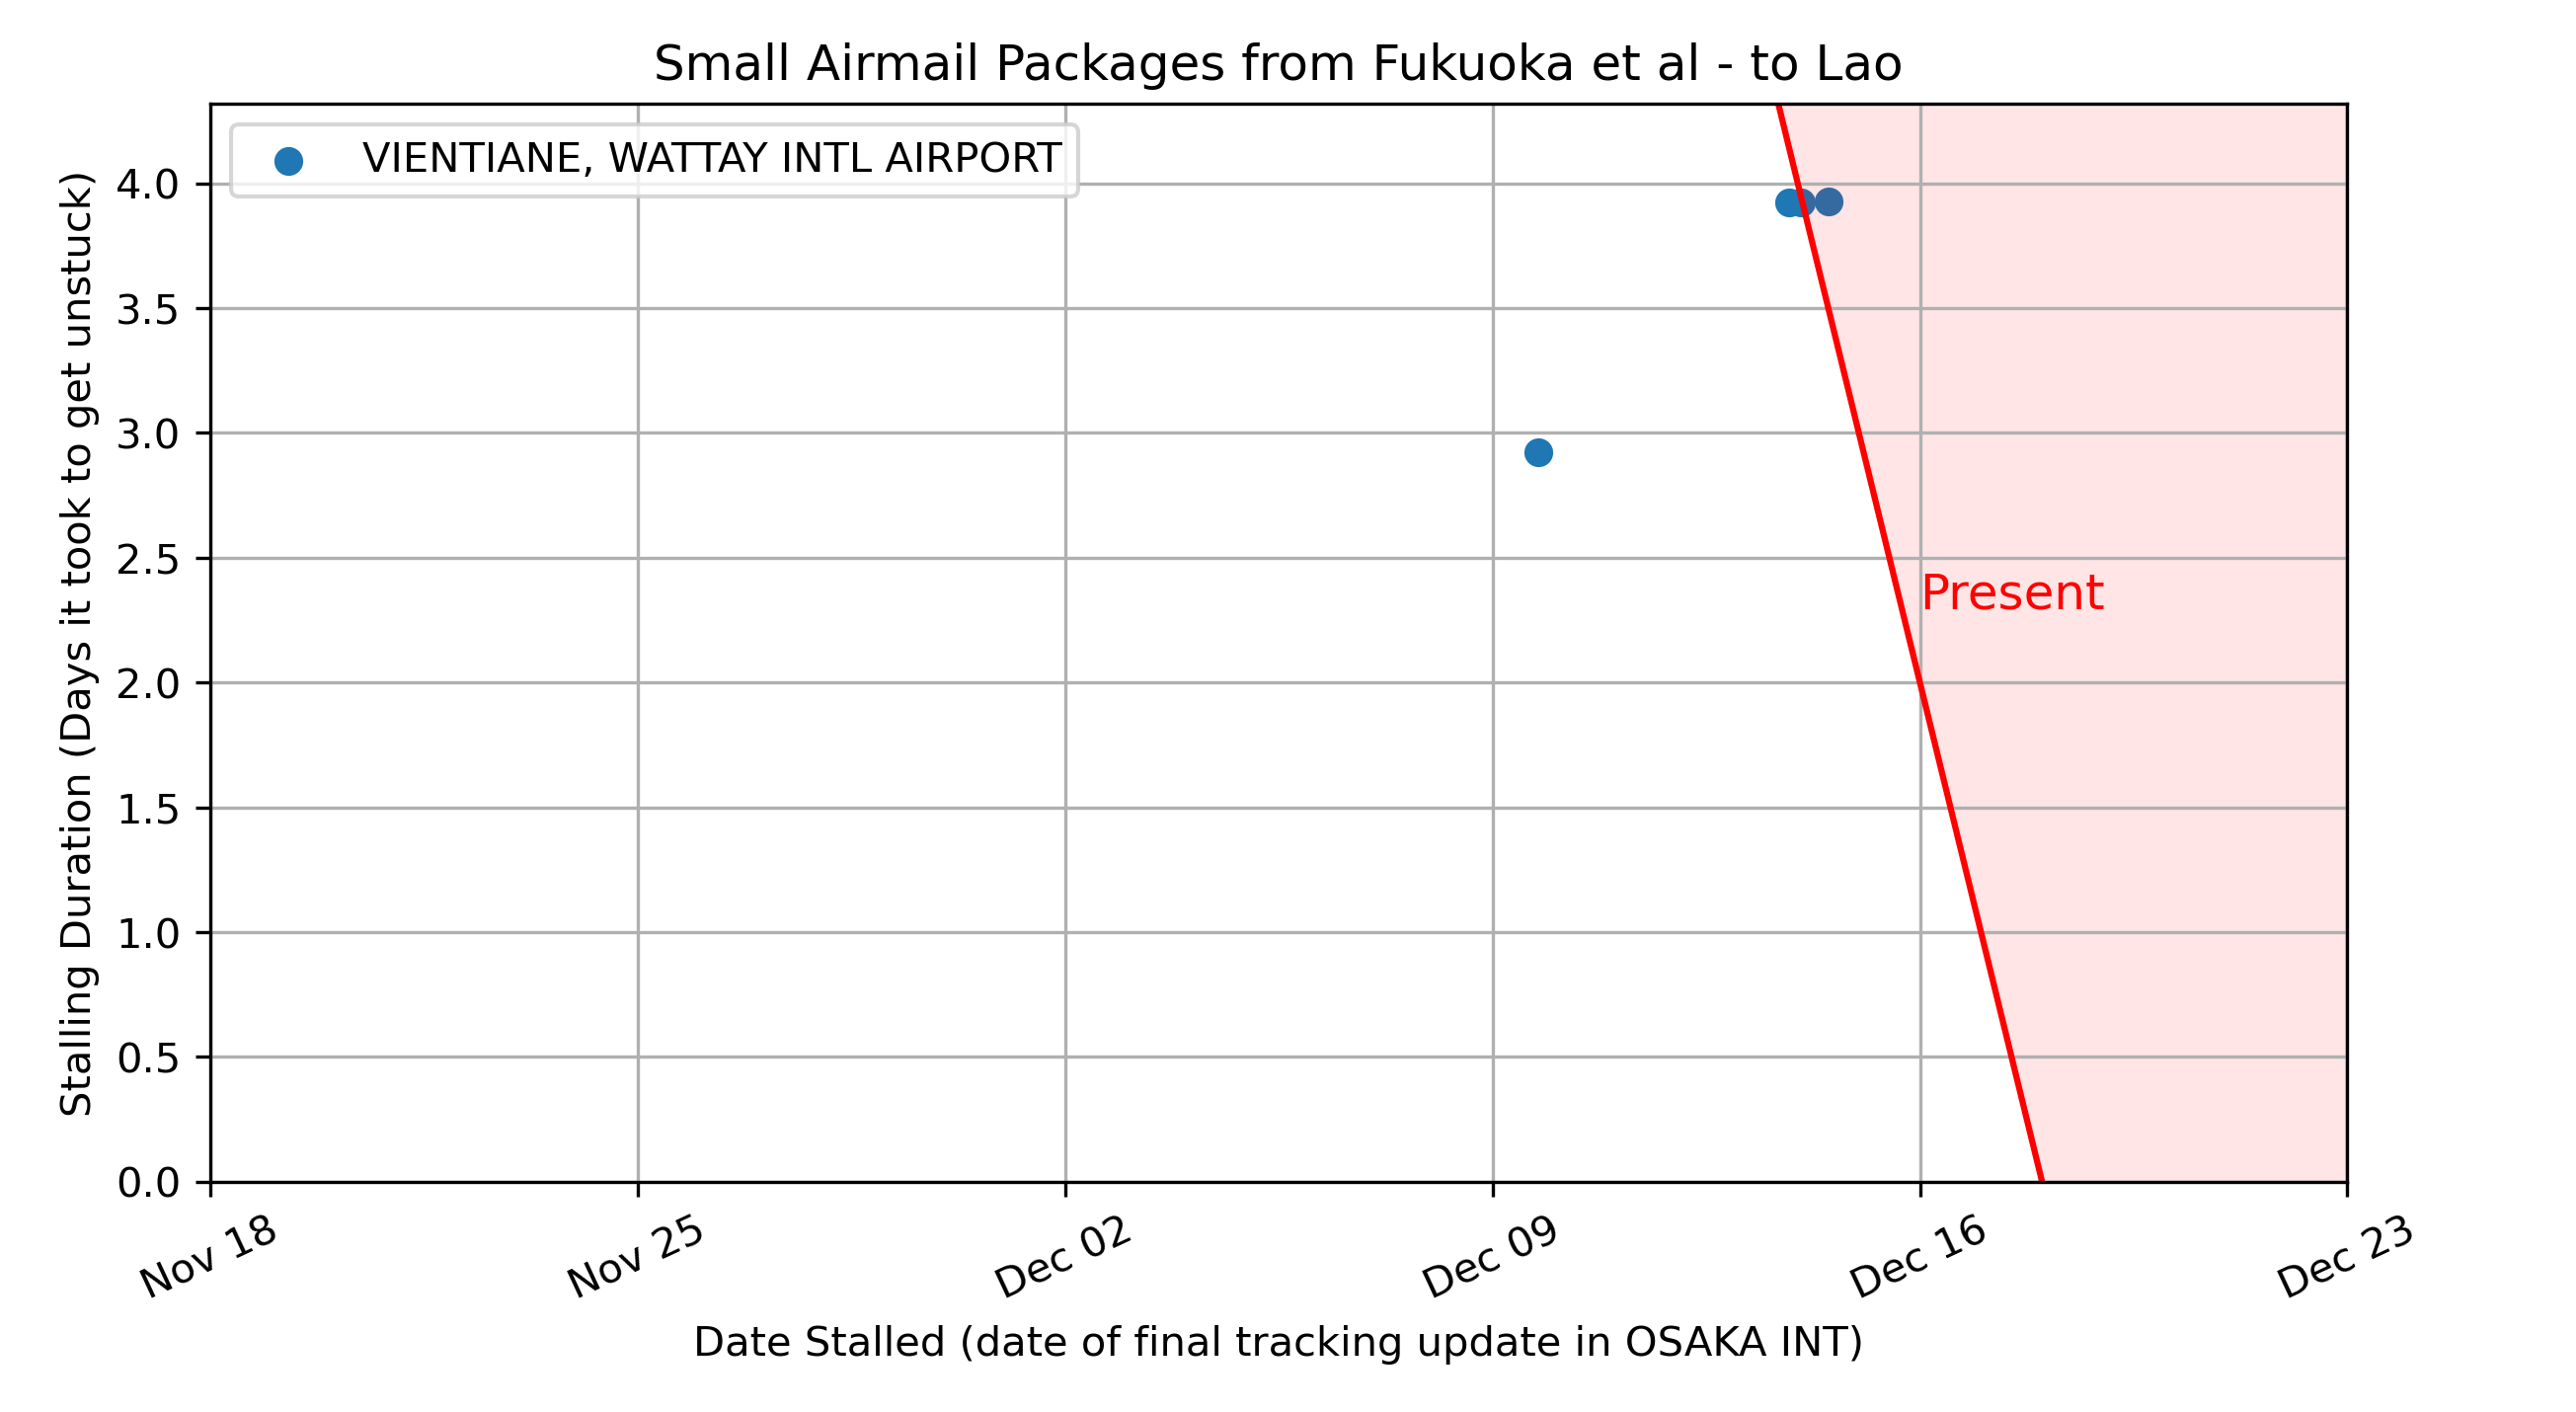 Small Airmail Packages from Fukuoka et al - to Lao
VIENTIANE, WATTAY INTL AIRPORT
Stalling Duration (Days it took to get unstuck)
4.0
3.5
3.0
2.5
2.0
1.5
1.0
0.5
0.0
Present
Nov 18
Nov 25
Dec 02
Dec 09
Dec 16
Dec 23
Date Stalled (date of final tracking update in OSAKA INT)